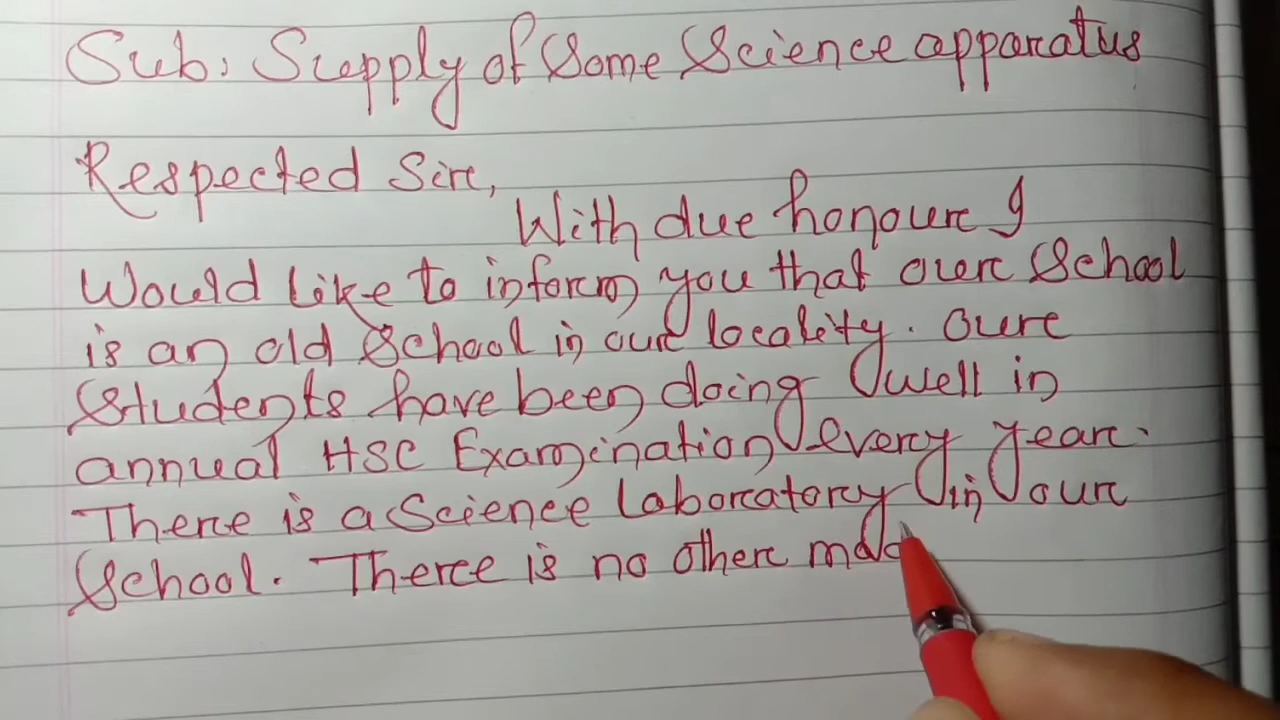 Sub: Supply of Some Science apparatus
Respected Sir,
With due honour I
Would like to inform you that our School
is an old School in our locality. Our
Students have been doing well in
annual HSC Examination every year.
There is a Science Laboratory in our
School. There is no other